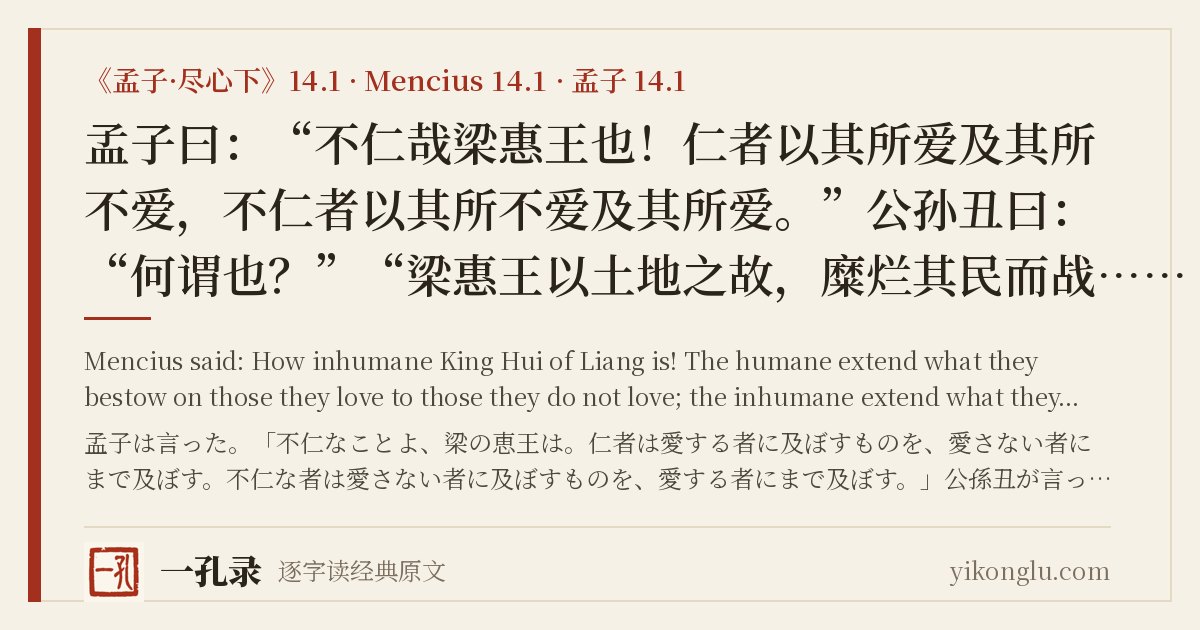 《孟子·尽心下》14.1 · Mencius 14.1 · 孟子 14.1
孟子曰：“不仁哉梁惠王也！仁者以其所爱及其所
不爱，不仁者以其所不爱及其所爱。”公孙丑曰：
“何谓也？”“梁惠王以土地之故，糜烂其民而战……
Mencius said: How inhumane King Hui of Liang is! The humane extend what they
bestow on those they love to those they do not love; the inhumane extend what they...
孟子は言った。「不仁なことよ、梁の恵王は。仁者は愛する者に及ぼすものを、愛さない者に
まで及ぼす。不仁な者は愛さない者に及ぼすものを、愛する者にまで及ぼす。」公孫丑が言っ…
一孔
一孔录 逐字读经典原文
yikonglu.com